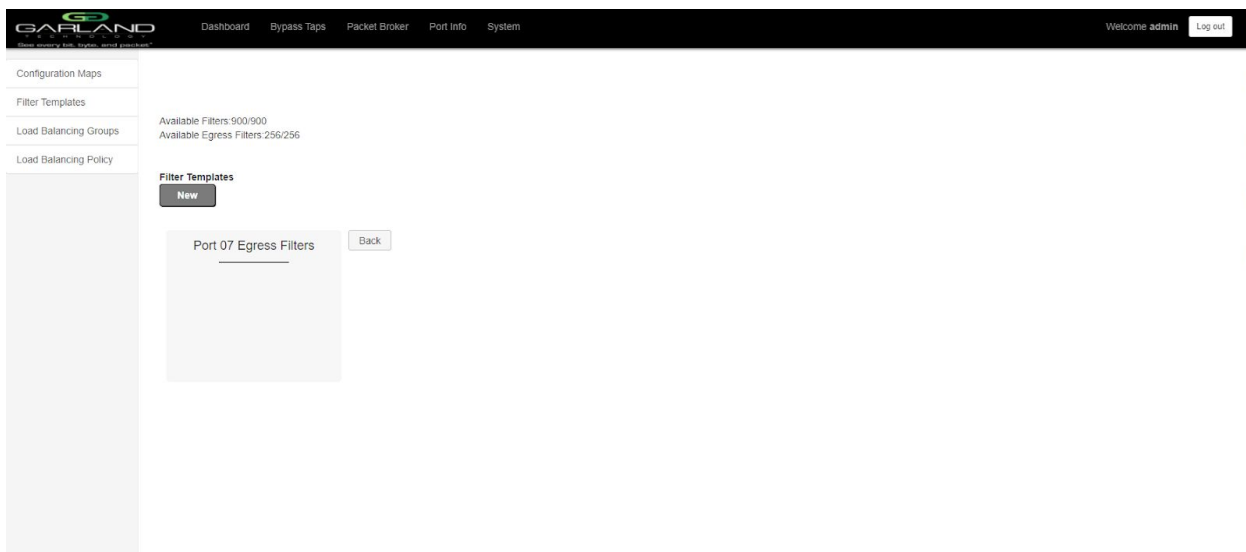 GARLAND
TECHNOLOGY
See every bit, byte, and packet®
Dashboard Bypass Taps Packet Broker Port Info System
Welcome admin Log out
Configuration Maps
Filter Templates
Load Balancing Groups
Load Balancing Policy
Available Filters:900/900
Available Egress Filters:256/256
Filter Templates
New
Port 07 Egress Filters
Back